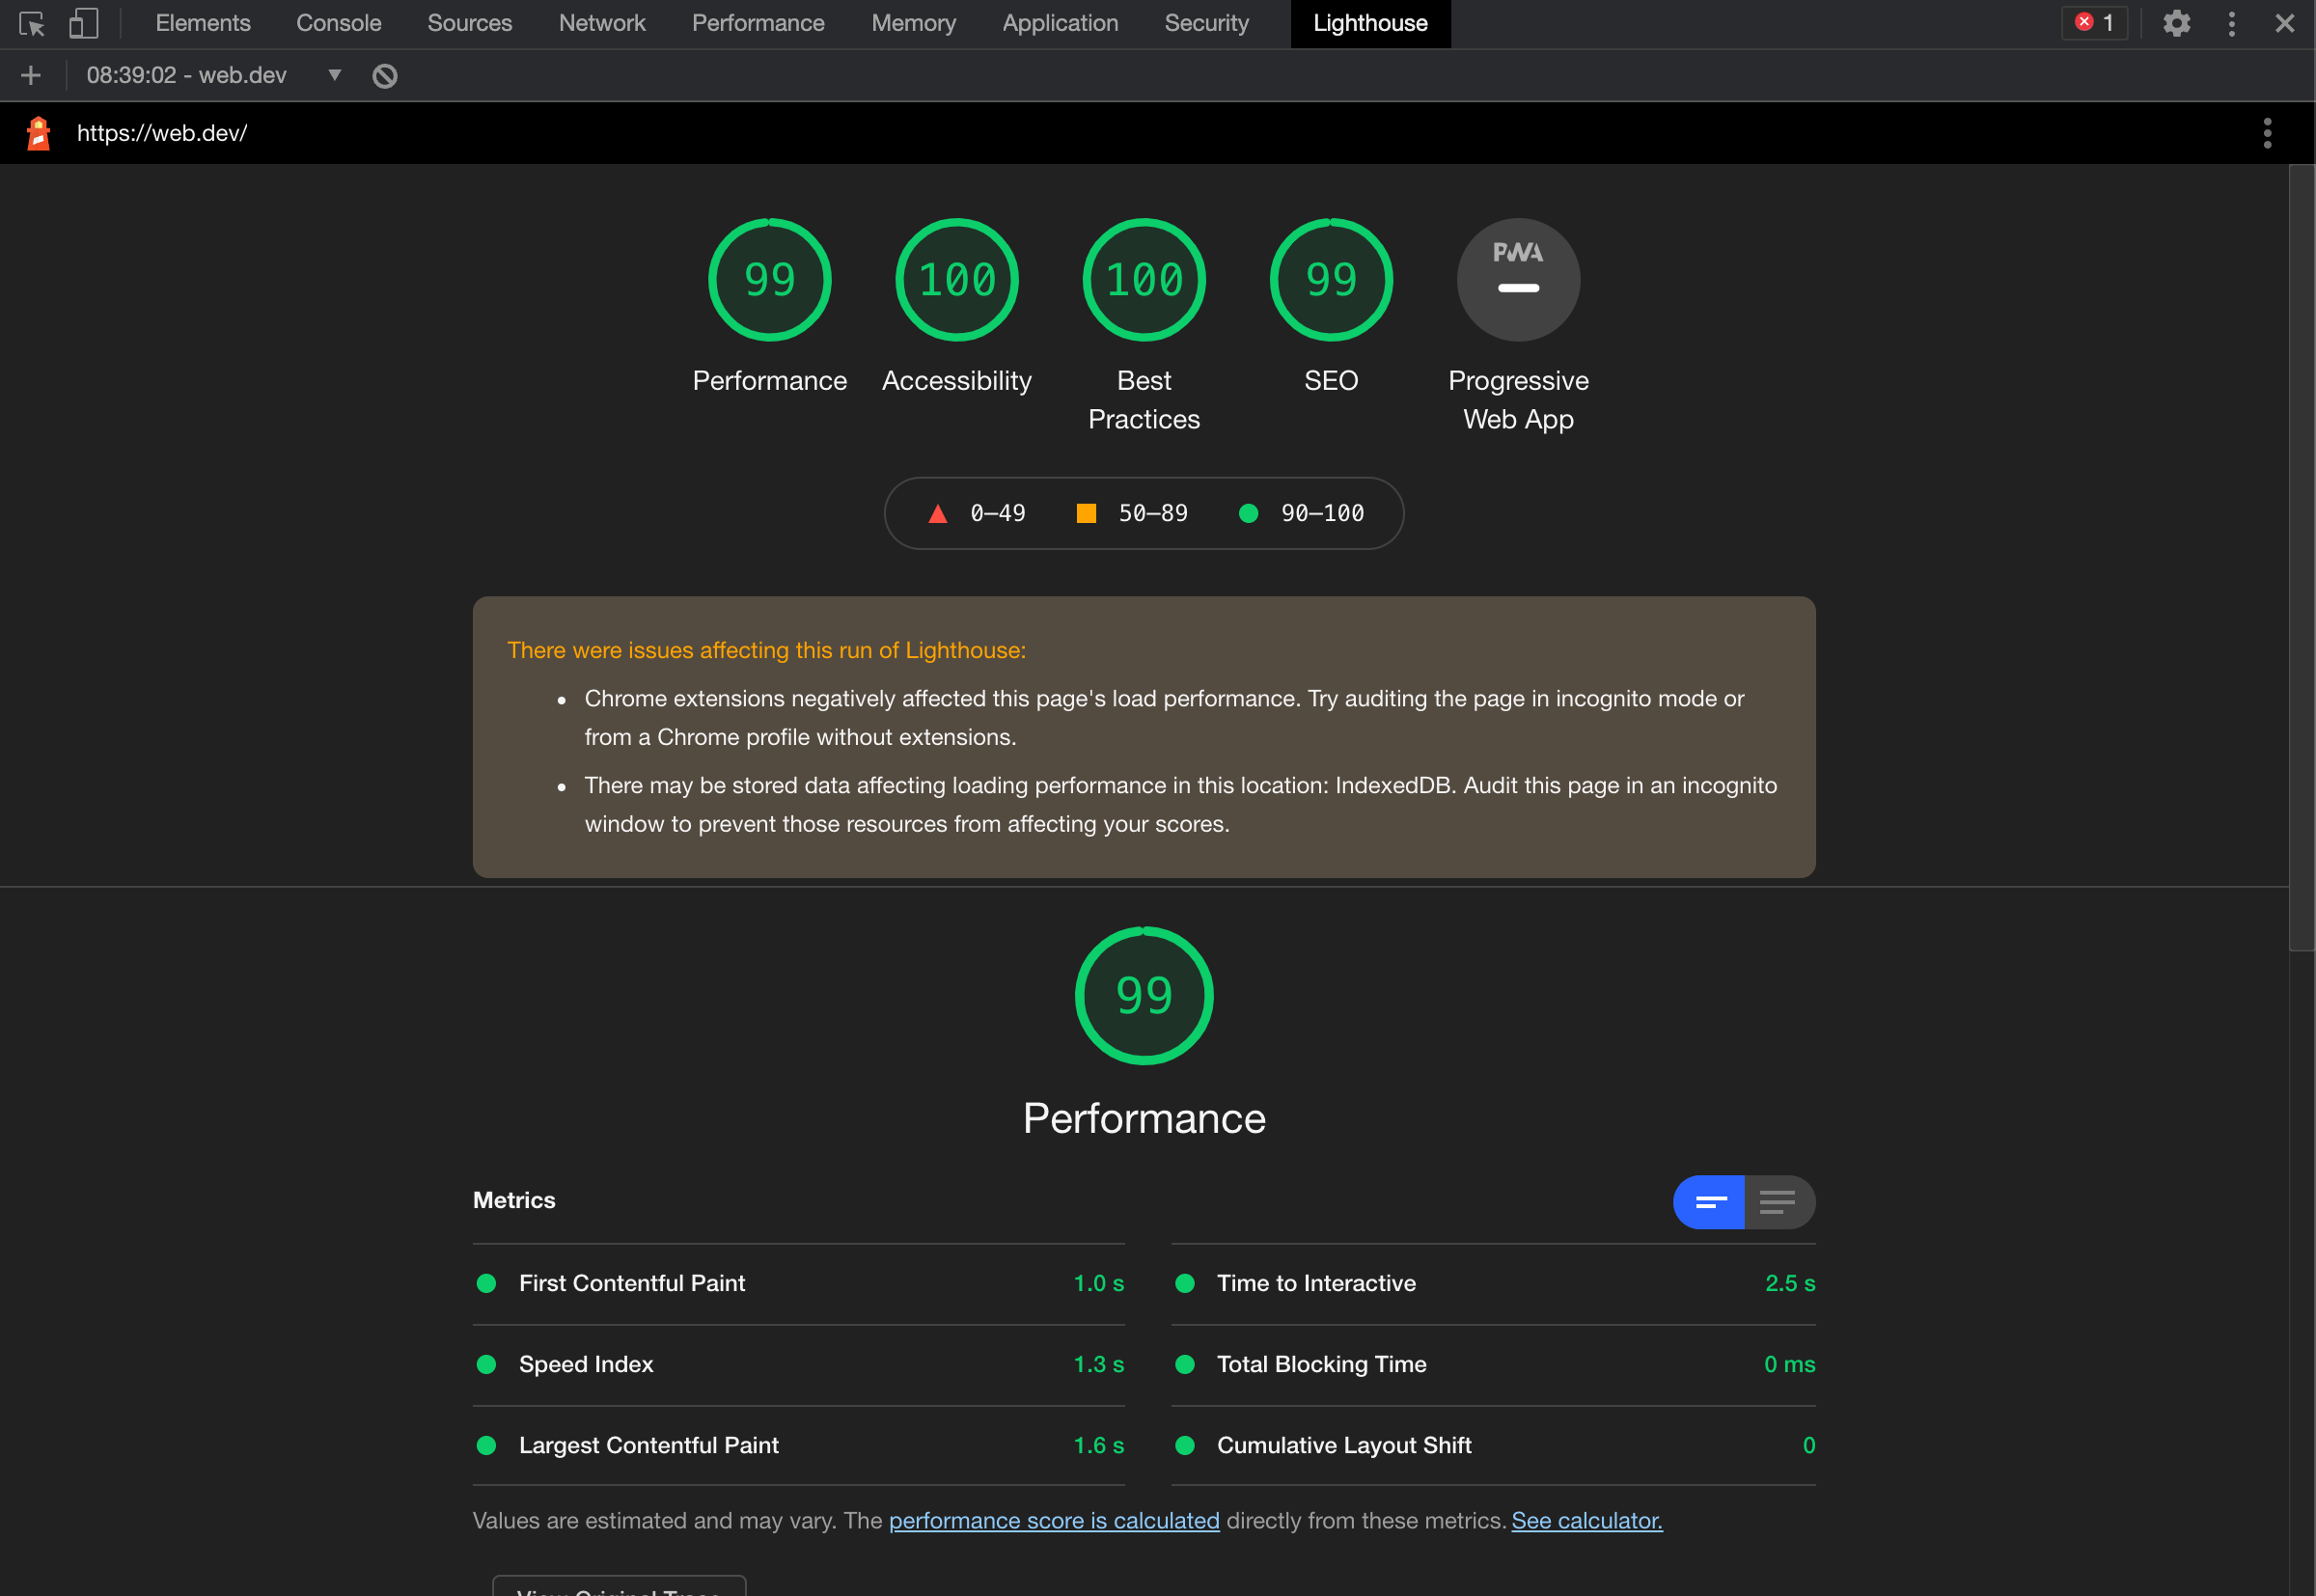 Elements Console Sources Network Performance Memory Application Security Lighthouse 1
08:39:02 - web.dev
https://web.dev/
99 100 100 99 PWA
Performance Accessibility Best Practices SEO Progressive Web App
0–49 50–89 90–100
There were issues affecting this run of Lighthouse:
Chrome extensions negatively affected this page's load performance. Try auditing the page in incognito mode or
from a Chrome profile without extensions.
There may be stored data affecting loading performance in this location: IndexedDB. Audit this page in an incognito
window to prevent those resources from affecting your scores.
99
Performance
Metrics
First Contentful Paint 1.0 s
Time to Interactive 2.5 s
Speed Index 1.3 s
Total Blocking Time 0 ms
Largest Contentful Paint 1.6 s
Cumulative Layout Shift 0
Values are estimated and may vary. The performance score is calculated directly from these metrics. See calculator.
View Original Trace